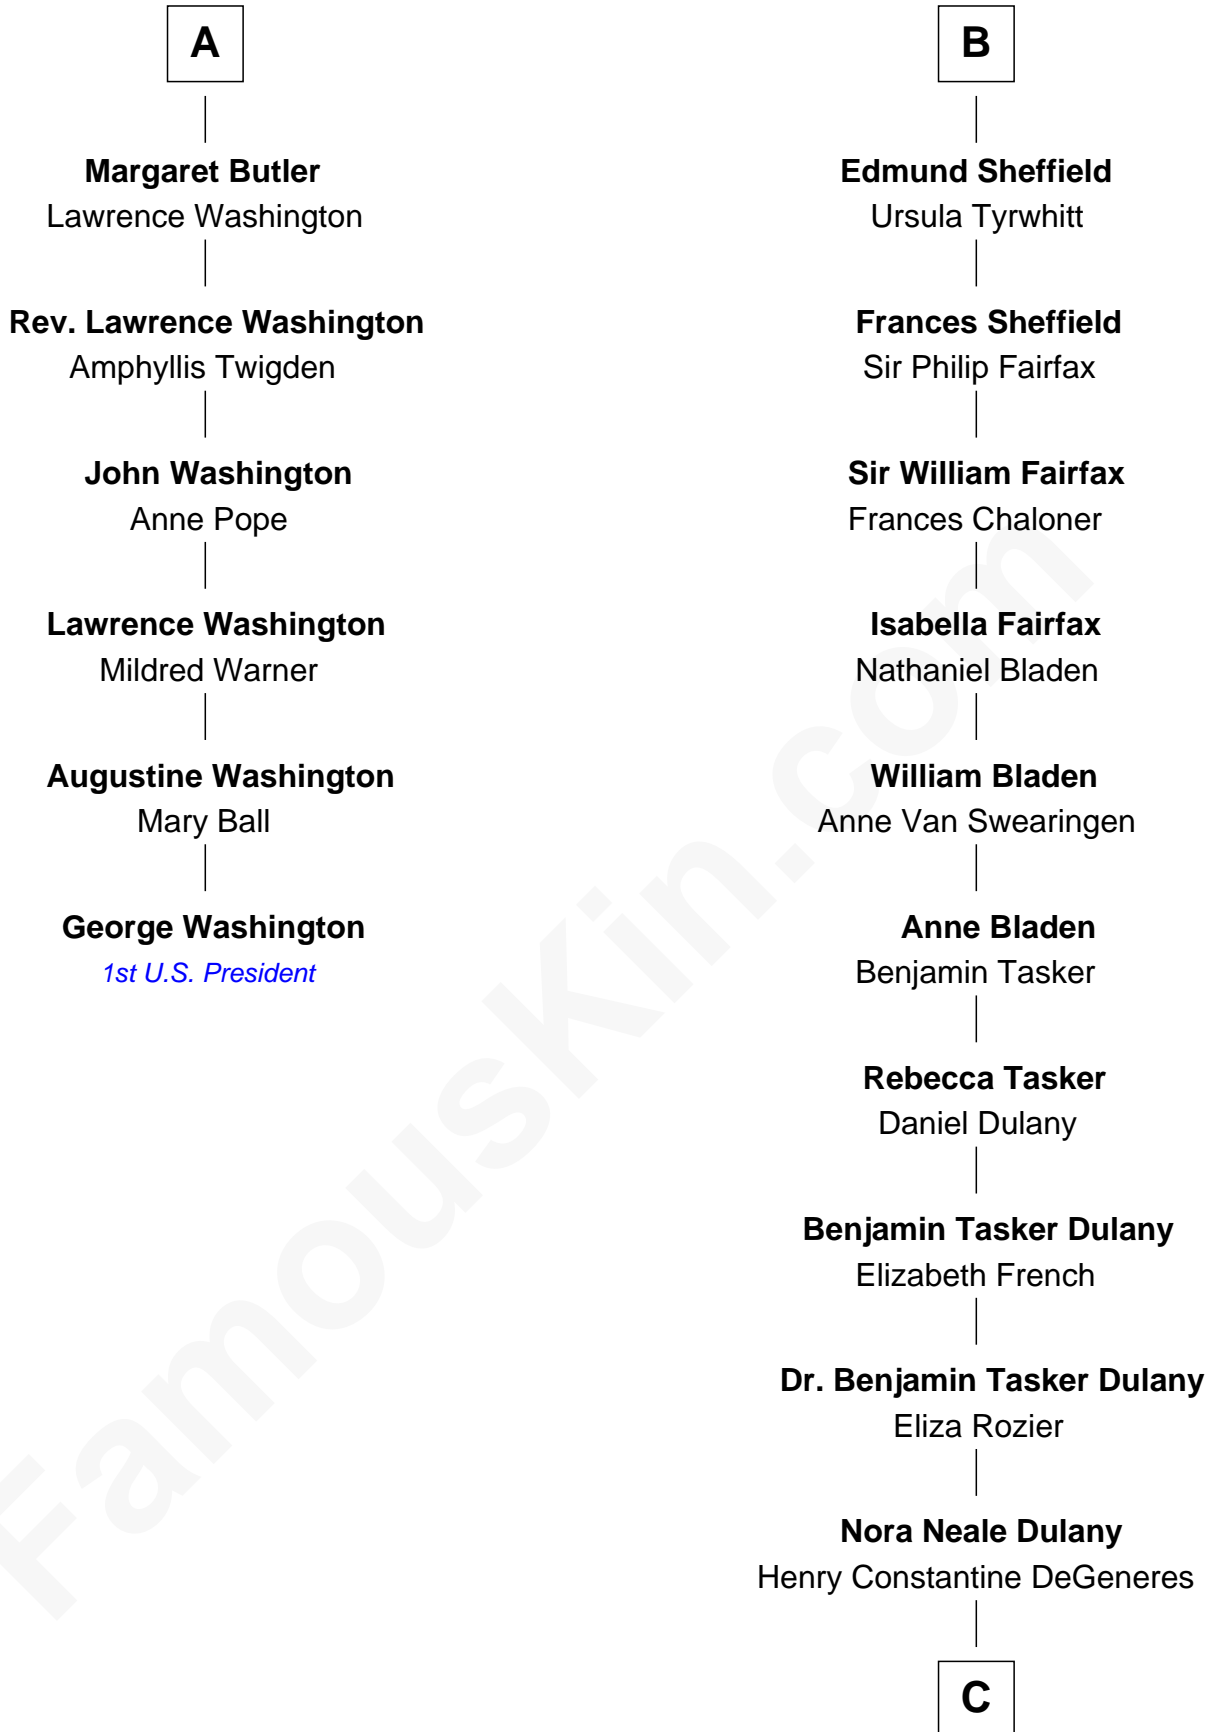 A
Margaret Butler
Lawrence Washington
Rev. Lawrence Washington
Amphyllis Twigden
John Washington
Anne Pope
Lawrence Washington
Mildred Warner
Augustine Washington
Mary Ball
George Washington
1st U.S. President
B
Edmund Sheffield
Ursula Tyrwhitt
Frances Sheffield
Sir Philip Fairfax
Sir William Fairfax
Frances Chaloner
Isabella Fairfax
Nathaniel Bladen
William Bladen
Anne Van Swearingen
Anne Bladen
Benjamin Tasker
Rebecca Tasker
Daniel Dulany
Benjamin Tasker Dulany
Elizabeth French
Dr. Benjamin Tasker Dulany
Eliza Rozier
Nora Neale Dulany
Henry Constantine DeGeneres
C
FamousKin.com